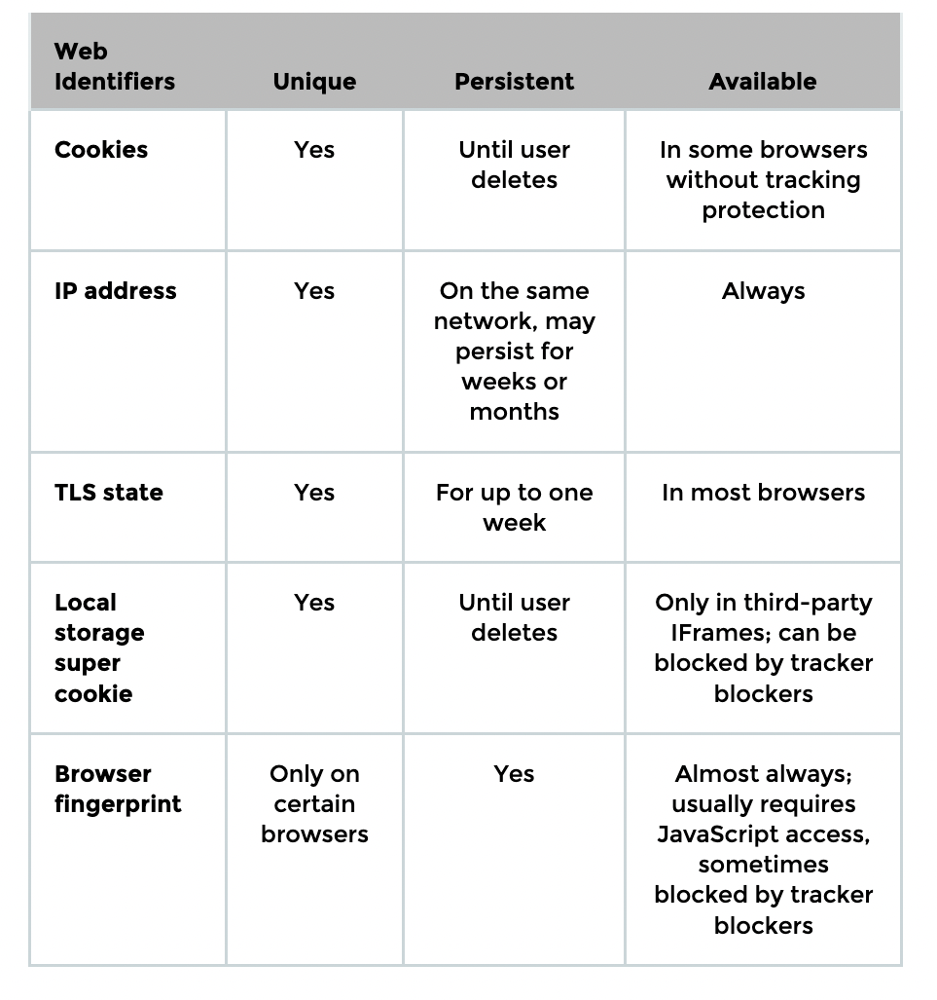 Web
Identifiers
Unique
Persistent
Available
Cookies
Yes
Until user
deletes
In some browsers
without tracking
protection
IP address
Yes
On the same
network, may
persist for
weeks or
months
Always
TLS state
Yes
For up to one
week
In most browsers
Local
storage
super
cookie
Yes
Until user
deletes
Only in third-party
IFrames; can be
blocked by tracker
blockers
Browser
fingerprint
Only on
certain
browsers
Yes
Almost always;
usually requires
JavaScript access,
sometimes
blocked by tracker
blockers